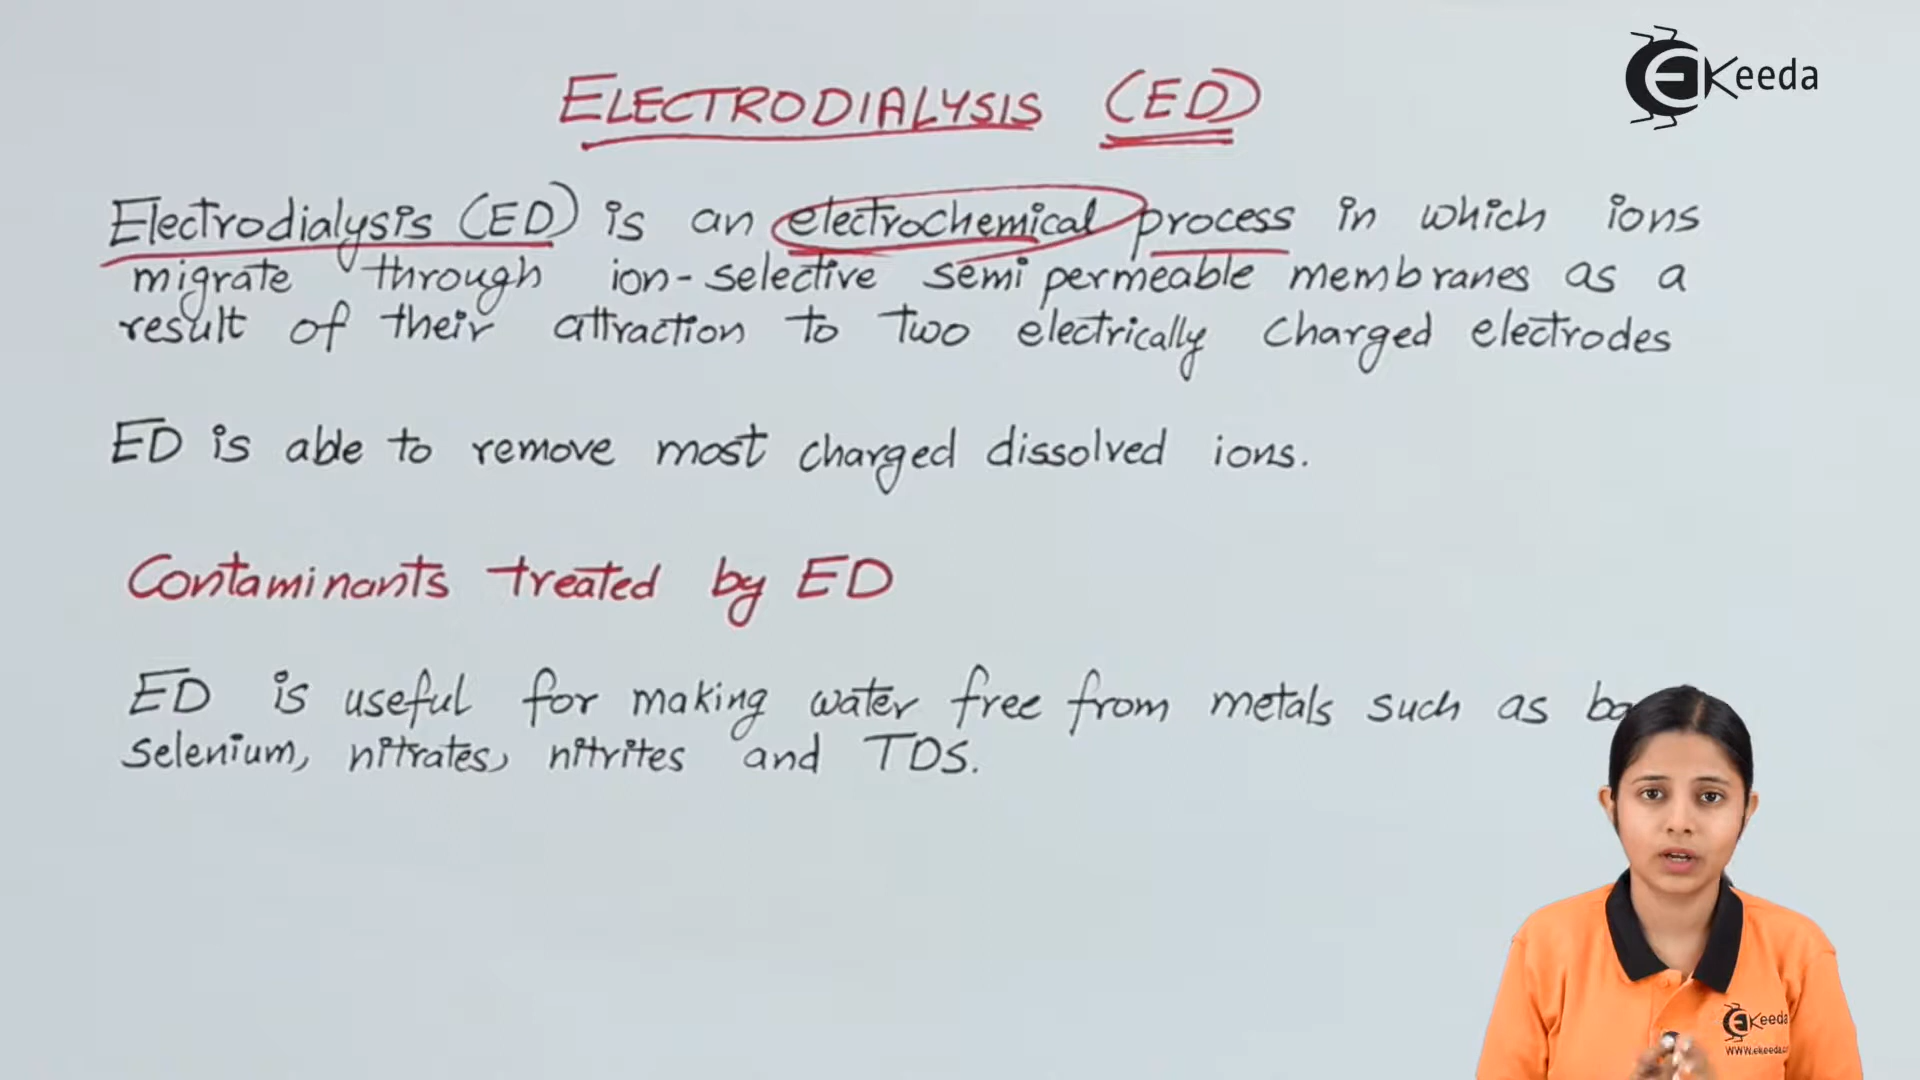 EKeeda
ELECTRODIALYSIS (ED)
Electrodialysis (ED) is an electrochemical process in which ions
migrate through ion-selective semi permeable membranes as a
result of their attraction to two electrically charged electrodes
ED is able to remove most charged dissolved ions.
Contaminants treated by ED
ED is useful for making water free from metals such as
selenium, nitrates, nitrites and TDS.
EKeeda